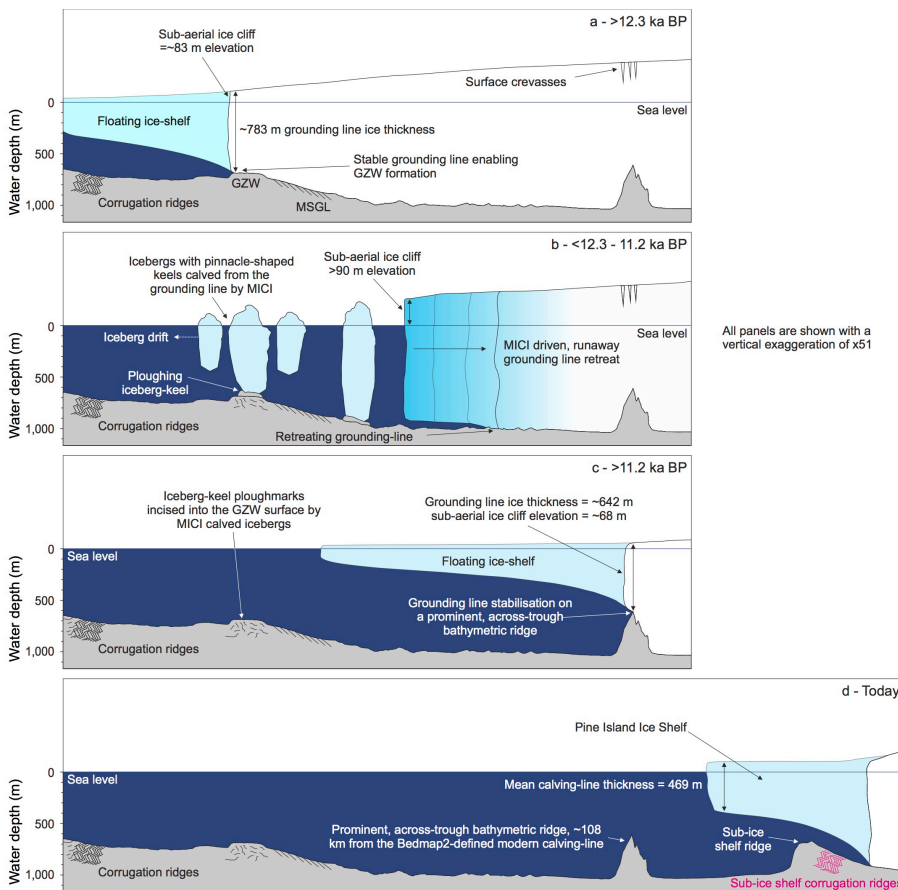 a - >12.3 ka BP
Sub-aerial ice cliff
=~83 m elevation
Surface crevasses
0
Sea level
Floating ice-shelf
~783 m grounding line ice thickness
500
Stable grounding line enabling
GZW formation
GZW
1,000
Corrugation ridges
MSGL
Water depth (m)
b - <12.3 - 11.2 ka BP
Icebergs with pinnacle-shaped
keels calved from the
grounding line by MICI
Sub-aerial ice cliff
>90 m elevation
0
Sea level
Iceberg drift
MICI driven, runaway
grounding line retreat
500
Ploughing
iceberg-keel
1,000
Corrugation ridges
Retreating grounding-line
Water depth (m)
All panels are shown with a
vertical exaggeration of x51
c - >11.2 ka BP
Iceberg-keel ploughmarks
incised into the GZW surface by
MICI calved icebergs
Grounding line ice thickness = ~642 m
sub-aerial ice cliff elevation = ~68 m
0
Sea level
Floating ice-shelf
500
Grounding line stabilisation on
a prominent, across-trough
bathymetric ridge
1,000
Corrugation ridges
Water depth (m)
d - Today
Pine Island Ice Shelf
0
Sea level
Mean calving-line thickness = 469 m
500
Prominent, across-trough bathymetric ridge, ~108
km from the Bedmap2-defined modern calving-line
Sub-ice
shelf ridge
1,000
Corrugation ridges
Sub-ice shelf corrugation ridges
Water depth (m)